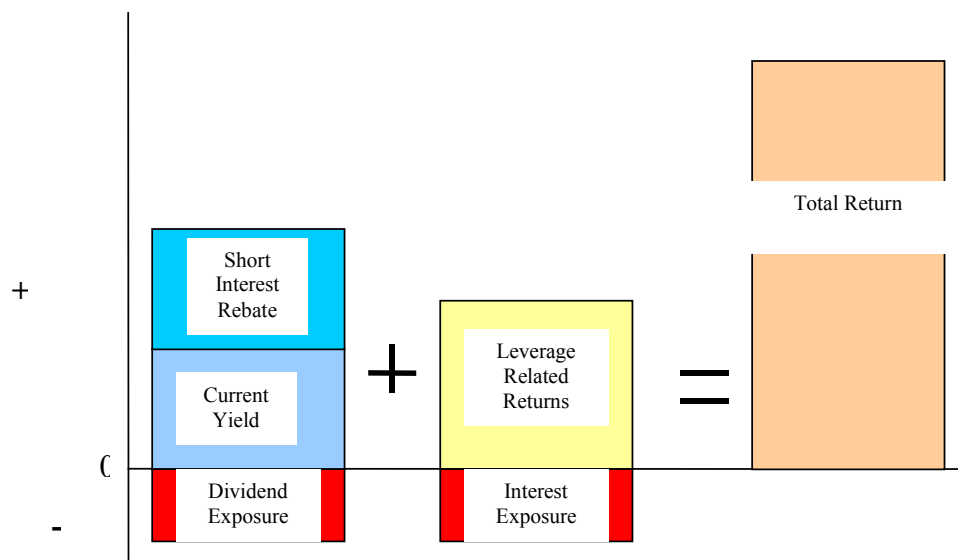 Total Return
Short
Interest
Rebate
+
Leverage
Related
Returns
+
=
Current
Yield
0
Dividend
Exposure
Interest
Exposure
-